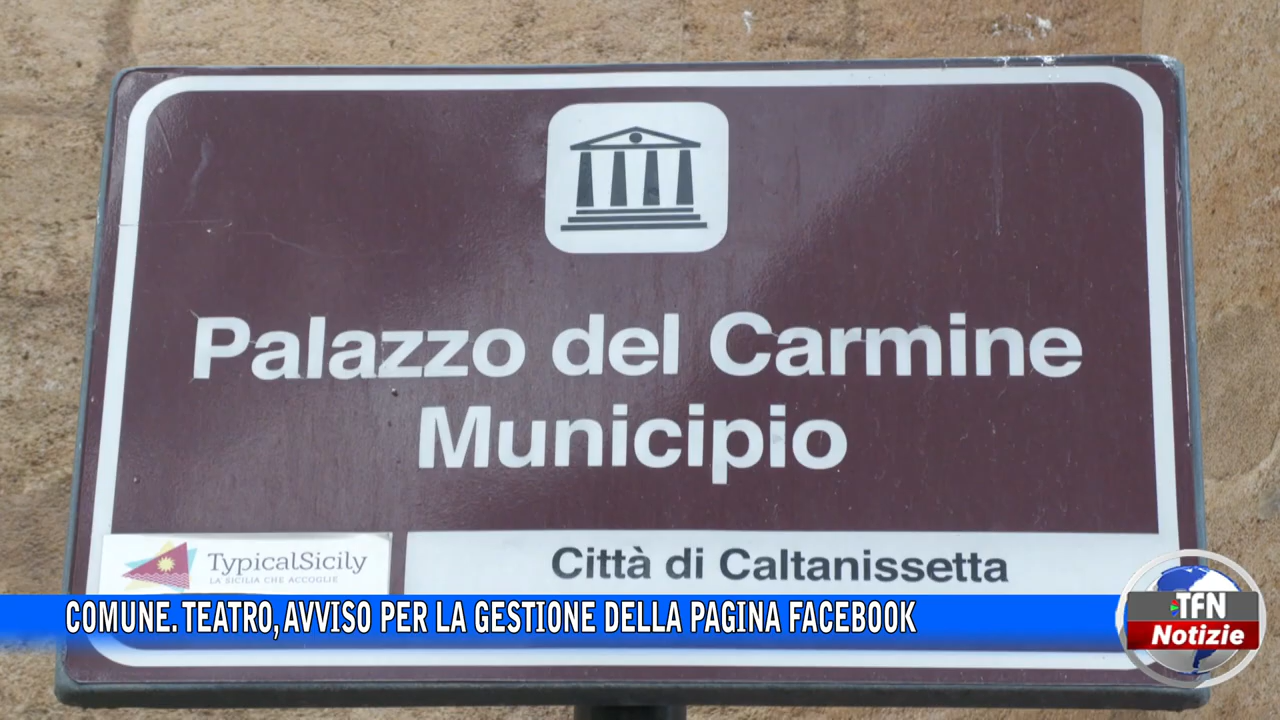 Palazzo del Carmine
Municipio
TypicalSicily
LA SICILIA CHE ACCOGLIE
Città di Caltanissetta
COMUNE. TEATRO, AVVISO PER LA GESTIONE DELLA PAGINA FACEBOOK
TFN
Notizie